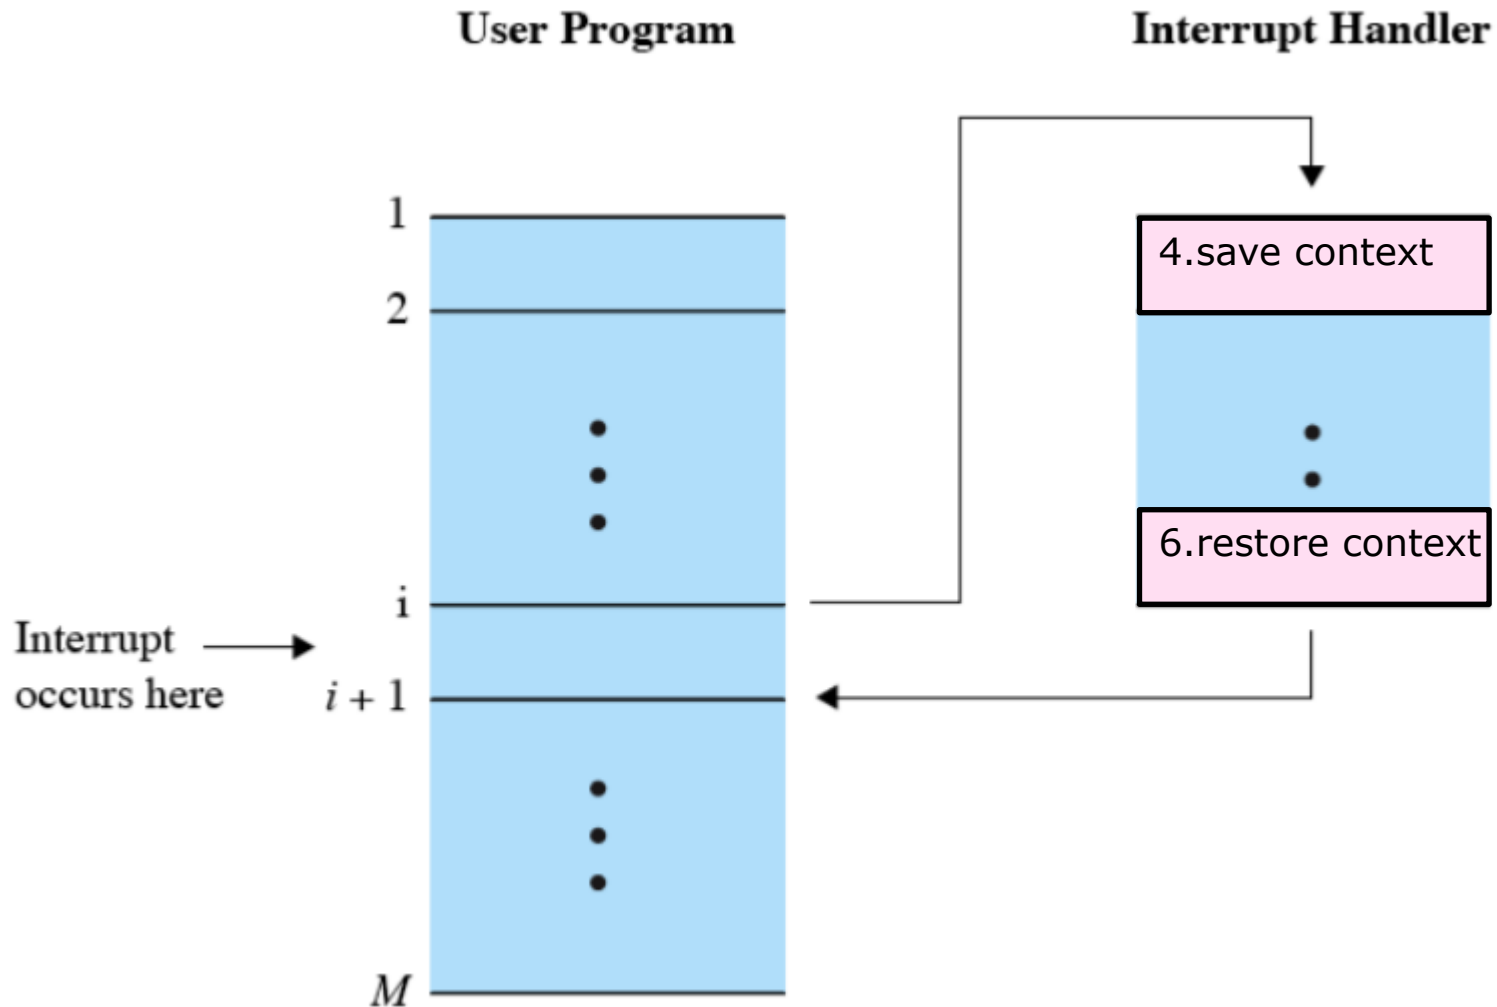 User Program
Interrupt Handler
1
4.save context
2
6.restore context
i
Interrupt
occurs here
i + 1
M